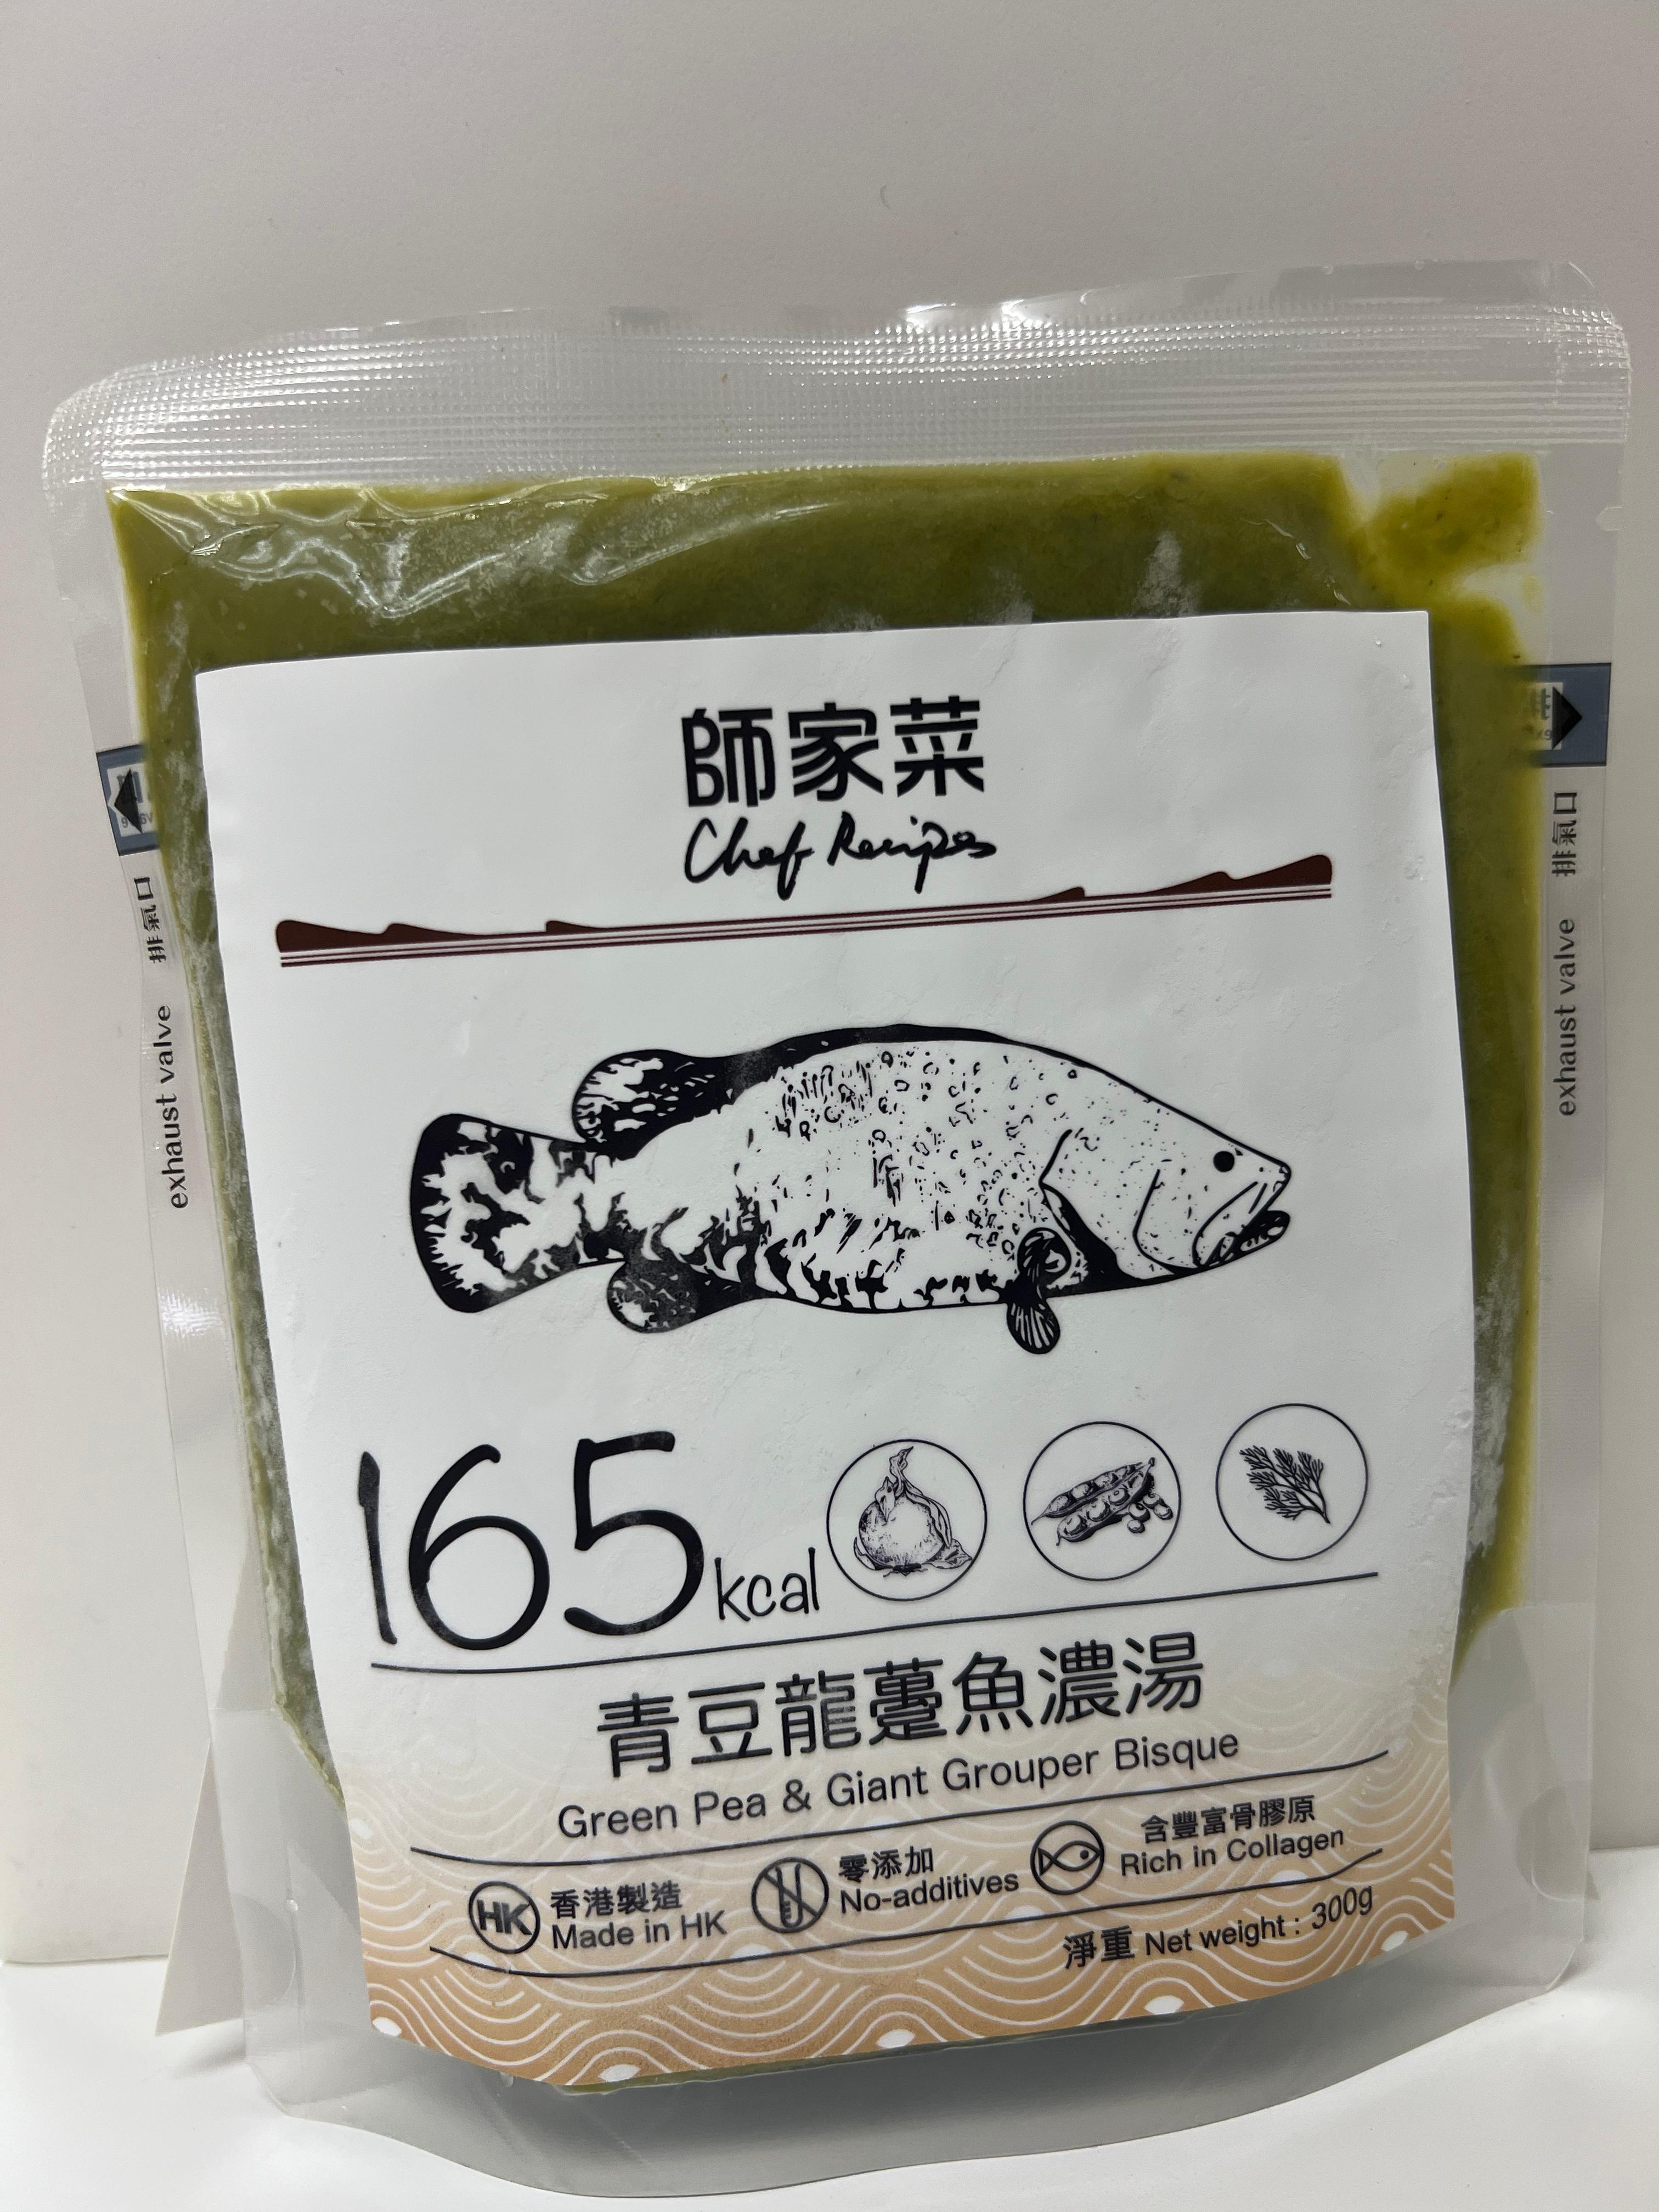 師家菜
Chef Recipes
排氣口
exhaust valve
排氣口
exhaust valve
165kcal
青豆龍躉魚濃湯
Green Pea & Giant Grouper Bisque
HK
香港製造
Made in HK
零添加
No-additives
含豐富骨膠原
Rich in Collagen
淨重 Net weight : 300g